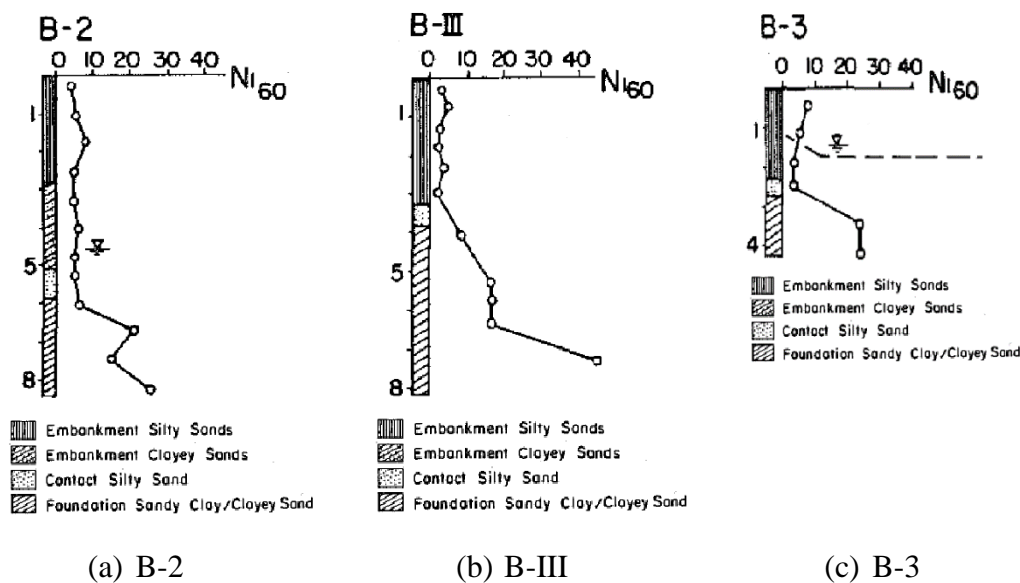 B-2
0 10 20 40
N1 60
1
5
8
Embankment Silty Sands
Embankment Clayey Sands
Contact Silty Sand
Foundation Sandy Clay/Clayey Sand
(a) B-2
B-III
0 10 20 40
N1 60
1
5
8
Embankment Silty Sands
Embankment Clayey Sands
Contact Silty Sand
Foundation Sandy Clay/Clayey Sand
(b) B-III
B-3
0 10 20 40
N1 60
1
4
Embankment Silty Sands
Embankment Clayey Sands
Contact Silty Sand
Foundation Sandy Clay/Clayey Sand
(c) B-3